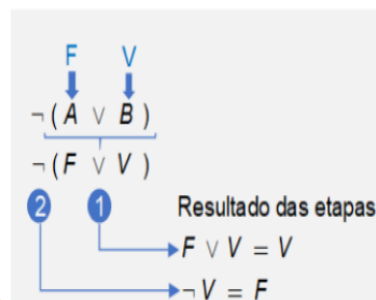 F V
¬ ( A ∨ B )
¬ ( F ∨ V )
2 1 Resultado das etapas
F ∨ V = V
¬ V = F